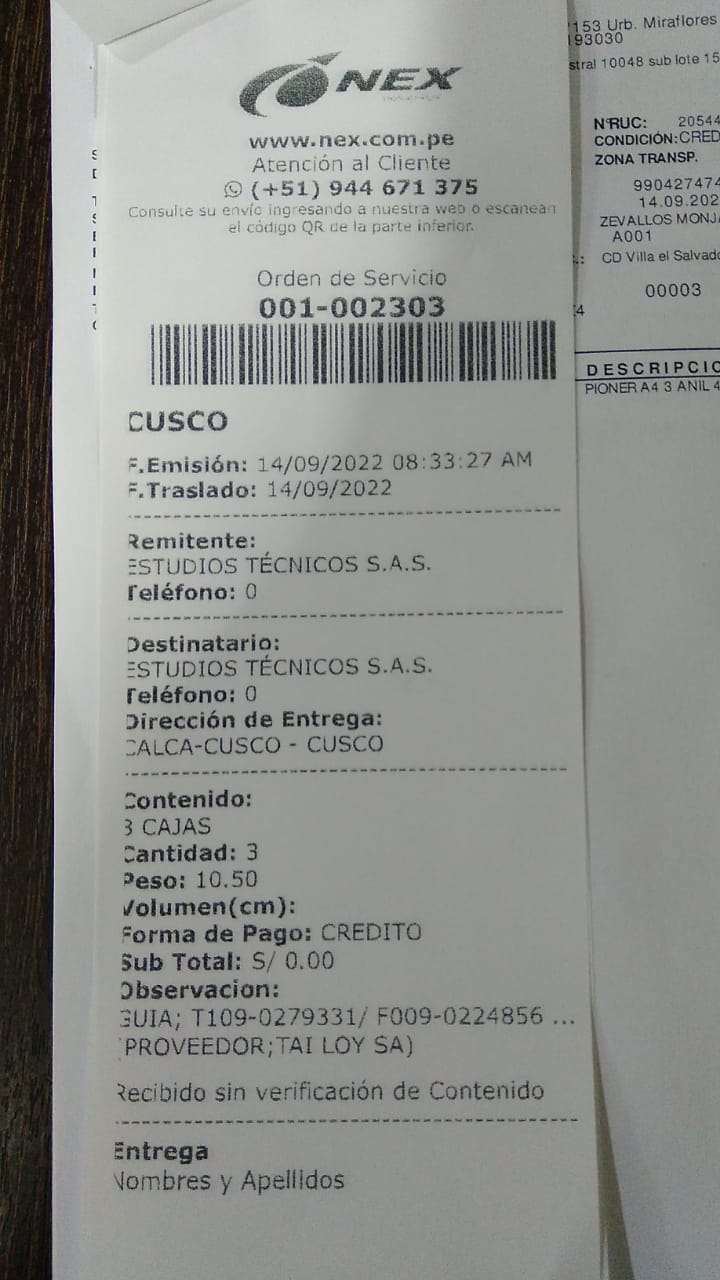 NEX
www.nex.com.pe
Atención al Cliente
(+51) 944 671 375
Consulte su envío ingresando a nuestra web o escanean
el código QR de la parte inferior.
Orden de Servicio
001-002303
CUSCO
F.Emisión: 14/09/2022 08:33:27 AM
F.Traslado: 14/09/2022
Remitente:
ESTUDIOS TÉCNICOS S.A.S.
Teléfono: 0
Destinatario:
ESTUDIOS TÉCNICOS S.A.S.
Teléfono: 0
Dirección de Entrega:
CALCA-CUSCO - CUSCO
Contenido:
3 CAJAS
Cantidad: 3
Peso: 10.50
Volumen(cm):
Forma de Pago: CREDITO
Sub Total: S/ 0.00
Observacion:
GUIA; T109-0279331/ F009-0224856 ...
(PROVEEDOR;TAI LOY SA)
Recibido sin verificación de Contenido
Entrega
Nombres y Apellidos
153 Urb. Miraflores
193030
stral 10048 sub lote 15
N°RUC: 20544
CONDICIÓN:CRED
ZONA TRANSP.
990427474
14.09.202
ZEVALLOS MONJA
A001
.: CD Villa el Salvado
00003
DESCRIPCIO
PIONER A4 3 ANIL 4